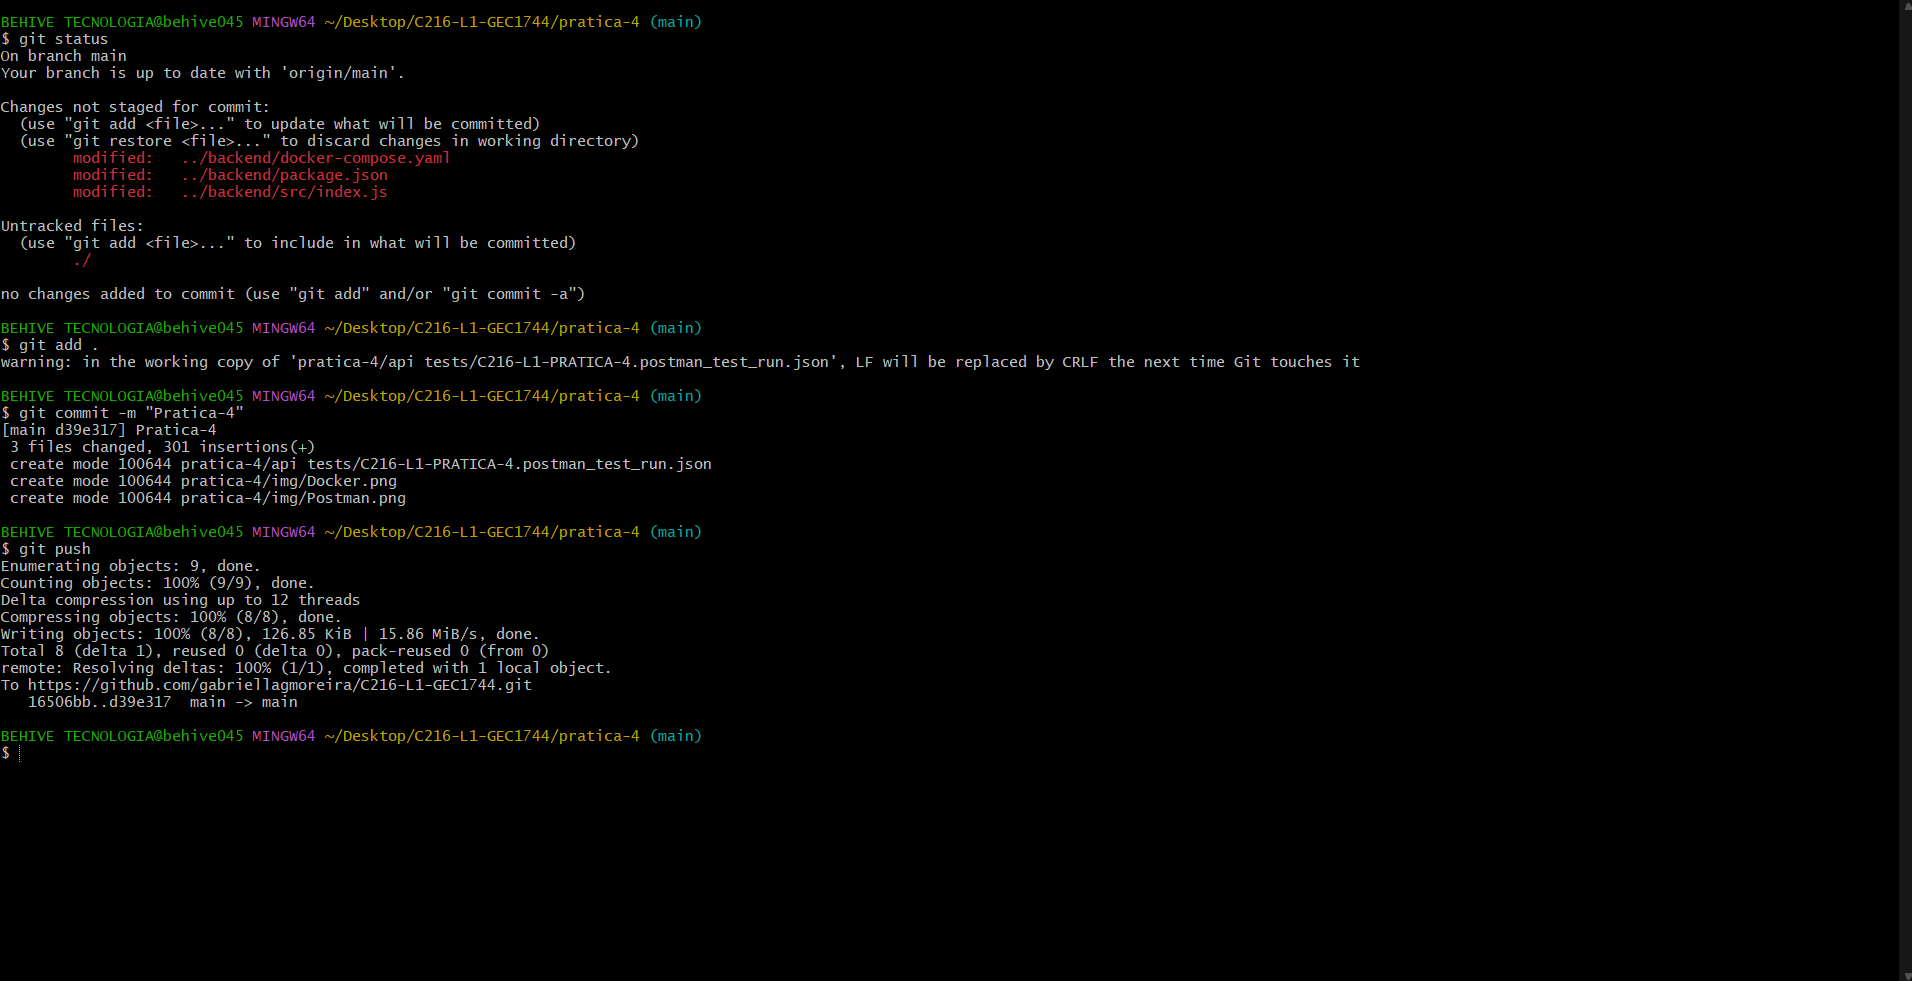 BEHIVE TECNOLOGIA@behive045 MINGW64 ~/Desktop/C216-L1-GEC1744/pratica-4 (main)
$ git status
On branch main
Your branch is up to date with 'origin/main'.

Changes not staged for commit:
  (use "git add <file>..." to update what will be committed)
  (use "git restore <file>..." to discard changes in working directory)
        modified:   ../backend/docker-compose.yaml
        modified:   ../backend/package.json
        modified:   ../backend/src/index.js

Untracked files:
  (use "git add <file>..." to include in what will be committed)
        ./

no changes added to commit (use "git add" and/or "git commit -a")

BEHIVE TECNOLOGIA@behive045 MINGW64 ~/Desktop/C216-L1-GEC1744/pratica-4 (main)
$ git add .
warning: in the working copy of 'pratica-4/api tests/C216-L1-PRATICA-4.postman_test_run.json', LF will be replaced by CRLF the next time Git touches it

BEHIVE TECNOLOGIA@behive045 MINGW64 ~/Desktop/C216-L1-GEC1744/pratica-4 (main)
$ git commit -m "Pratica-4"
[main d39e317] Pratica-4
 3 files changed, 301 insertions(+)
 create mode 100644 pratica-4/api tests/C216-L1-PRATICA-4.postman_test_run.json
 create mode 100644 pratica-4/img/Docker.png
 create mode 100644 pratica-4/img/Postman.png

BEHIVE TECNOLOGIA@behive045 MINGW64 ~/Desktop/C216-L1-GEC1744/pratica-4 (main)
$ git push
Enumerating objects: 9, done.
Counting objects: 100% (9/9), done.
Delta compression using up to 12 threads
Compressing objects: 100% (8/8), done.
Writing objects: 100% (8/8), 126.85 KiB | 15.86 MiB/s, done.
Total 8 (delta 1), reused 0 (delta 0), pack-reused 0 (from 0)
remote: Resolving deltas: 100% (1/1), completed with 1 local object.
To https://github.com/gabriellagmoreira/C216-L1-GEC1744.git
   16506bb..d39e317  main -> main

BEHIVE TECNOLOGIA@behive045 MINGW64 ~/Desktop/C216-L1-GEC1744/pratica-4 (main)
$